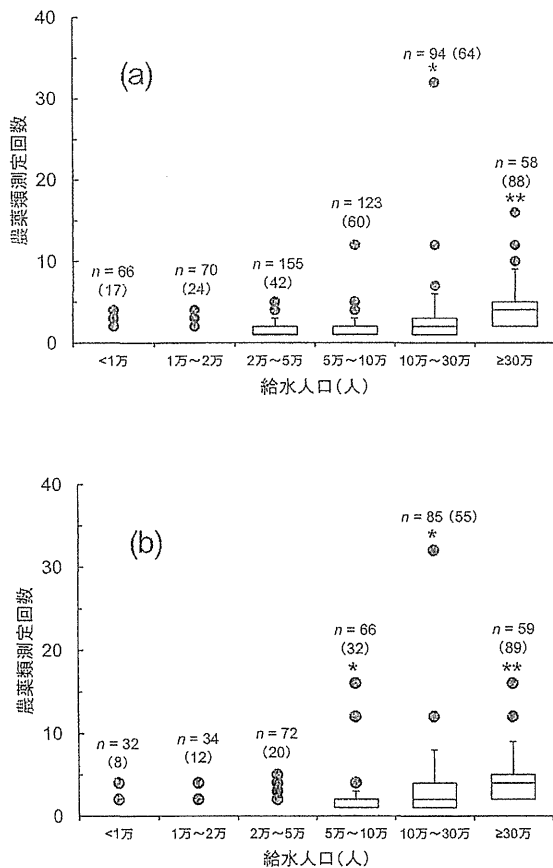 40
30
20
10
0
農薬類測定回数
(a)
n = 66
(17)
n = 70
(24)
n = 155
(42)
n = 123
(60)
n = 94 (64)
*
n = 58
(88)
**
<1万
1万～2万
2万～5万
5万～10万
10万～30万
≥30万
給水人口(人)
40
30
20
10
0
農薬類測定回数
(b)
n = 32
(8)
n = 34
(12)
n = 72
(20)
n = 66
(32)
*
n = 85 (55)
*
n = 59
(89)
**
<1万
1万～2万
2万～5万
5万～10万
10万～30万
≥30万
給水人口(人)